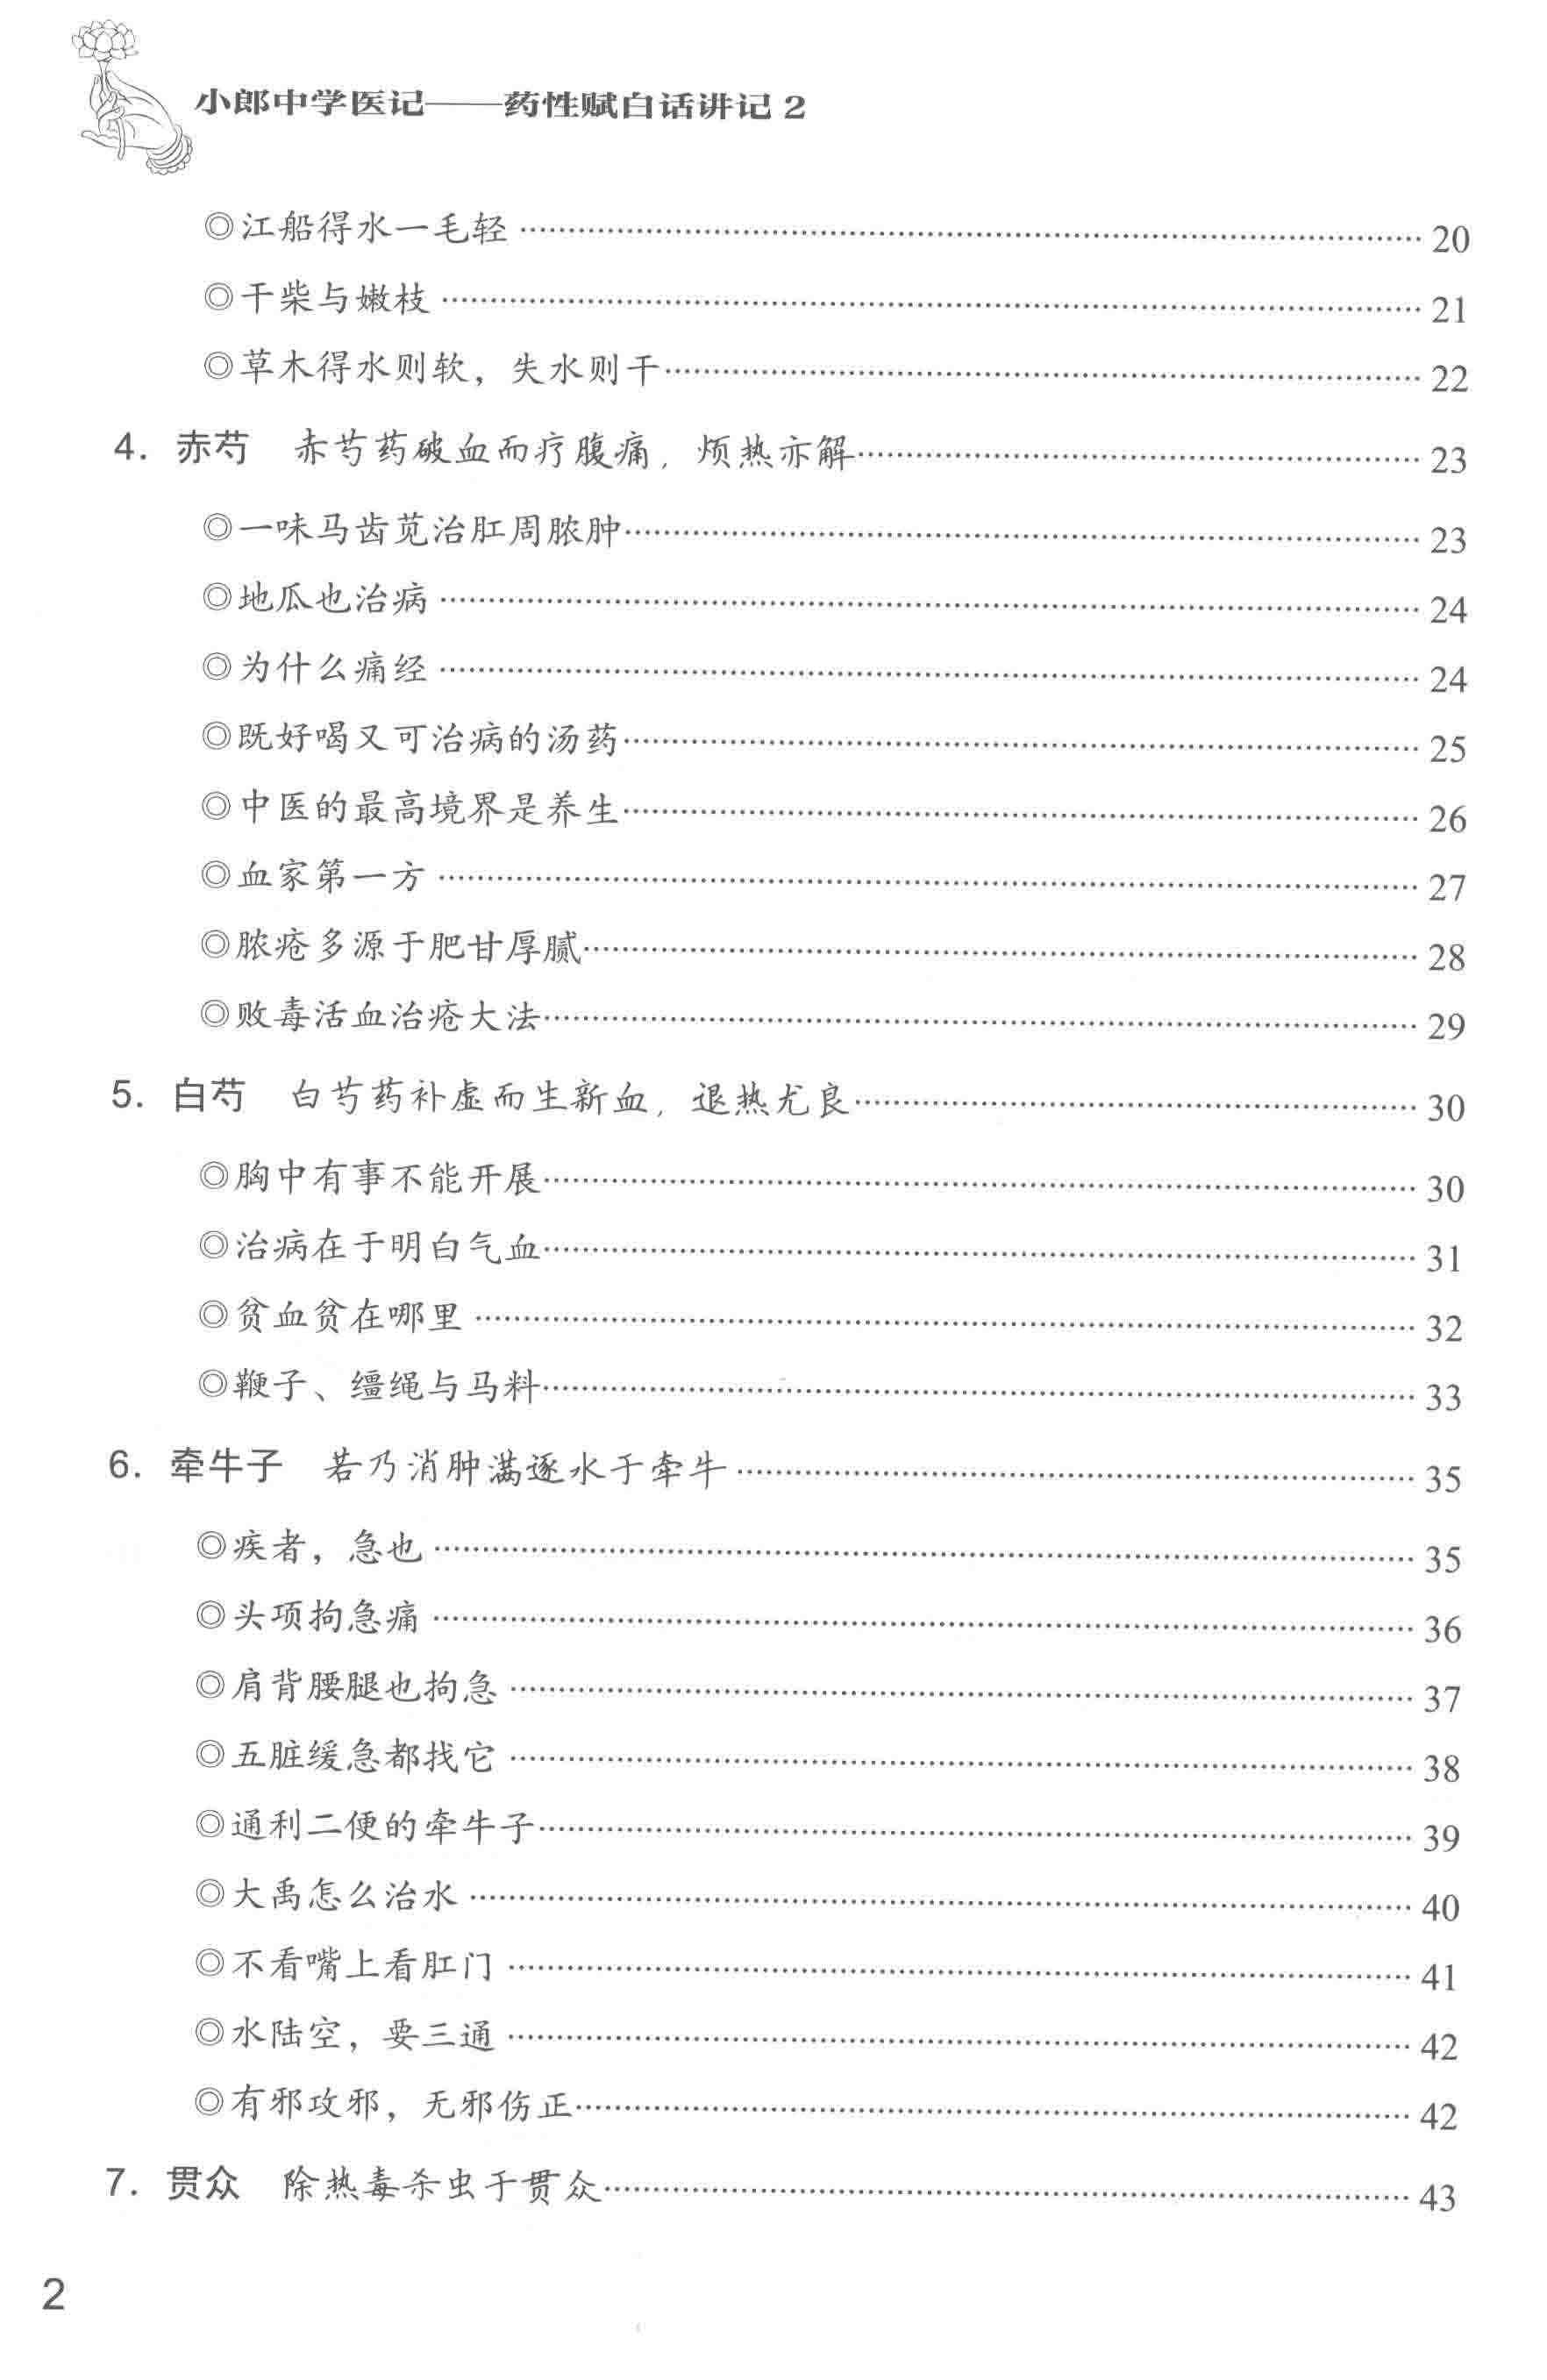 小郎中学医记——药性赋白话讲记 2
◎江船得水一毛轻 …… 20
◎干柴与嫩枝 …… 21
◎草木得水则软，失水则干 …… 22
4. 赤芍 赤芍药破血而疗腹痛，烦热亦解 …… 23
◎一味马齿苋治肛周脓肿 …… 23
◎地瓜也治病 …… 24
◎为什么痛经 …… 24
◎既好喝又可治病的汤药 …… 25
◎中医的最高境界是养生 …… 26
◎血家第一方 …… 27
◎脓疮多源于肥甘厚腻 …… 28
◎败毒活血治疮大法 …… 29
5. 白芍 白芍药补虚而生新血，退热尤良 …… 30
◎胸中有事不能开展 …… 30
◎治病在于明白气血 …… 31
◎贫血贫在哪里 …… 32
◎鞭子、缰绳与马料 …… 33
6. 牵牛子 若乃消肿满逐水于牵牛 …… 35
◎疾者，急也 …… 35
◎头项拘急痛 …… 36
◎肩背腰腿也拘急 …… 37
◎五脏缓急都找它 …… 38
◎通利二便的牵牛子 …… 39
◎大禹怎么治水 …… 40
◎不看嘴上看肛门 …… 41
◎水陆空，要三通 …… 42
◎有邪攻邪，无邪伤正 …… 42
7. 贯众 除热毒杀虫于贯众 …… 43
2